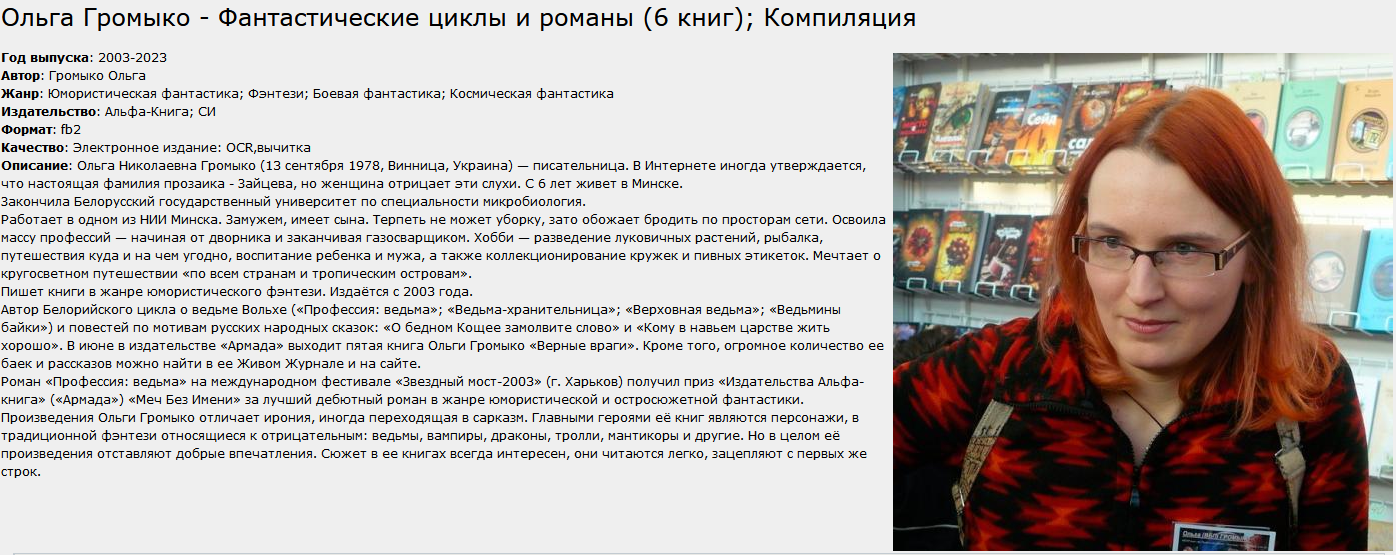 Ольга Громыко - Фантастические циклы и романы (6 книг); Компиляция
Год выпуска: 2003-2023
Автор: Громыко Ольга
Жанр: Юмористическая фантастика; Фэнтези; Боевая фантастика; Космическая фантастика
Издательство: Альфа-Книга; СИ
Формат: fb2
Качество: Электронное издание: OCR,вычитка
Описание: Ольга Николаевна Громыко (13 сентября 1978, Винница, Украина) — писательница. В Интернете иногда утверждается,
что настоящая фамилия прозаика - Зайцева, но женщина отрицает эти слухи. С 6 лет живет в Минске.
Закончила Белорусский государственный университет по специальности микробиология.
Работает в одном из НИИ Минска. Замужем, имеет сына. Терпеть не может уборку, зато обожает бродить по просторам сети. Освоила
массу профессий — начиная от дворника и заканчивая газосварщиком. Хобби — разведение луковичных растений, рыбалка,
путешествия куда и на чем угодно, воспитание ребенка и мужа, а также коллекционирование кружек и пивных этикеток. Мечтает о
кругосветном путешествии «по всем странам и тропическим островам».
Пишет книги в жанре юмористического фэнтези. Издаётся с 2003 года.
Автор Белорийского цикла о ведьме Вольхе («Профессия: ведьма»; «Ведьма-хранительница»; «Верховная ведьма»; «Ведьмины
байки») и повестей по мотивам русских народных сказок: «О бедном Кощее замолвите слово» и «Кому в навьем царстве жить
хорошо». В июне в издательстве «Армада» выходит пятая книга Ольги Громыко «Верные враги». Кроме того, огромное количество ее
баек и рассказов можно найти в ее Живом Журнале и на сайте.
Роман «Профессия: ведьма» на международном фестивале «Звездный мост-2003» (г. Харьков) получил приз «Издательства Альфа-
книга» («Армада») «Меч Без Имени» за лучший дебютный роман в жанре юмористической и остросюжетной фантастики.
Произведения Ольги Громыко отличает ирония, иногда переходящая в сарказм. Главными героями её книг являются персонажи, в
традиционной фэнтези относящиеся к отрицательным: ведьмы, вампиры, драконы, тролли, мантикоры и другие. Но в целом её
произведения отставляют добрые впечатления. Сюжет в ее книгах всегда интересен, они читаются легко, зацепляют с первых же
строк.
Сейд